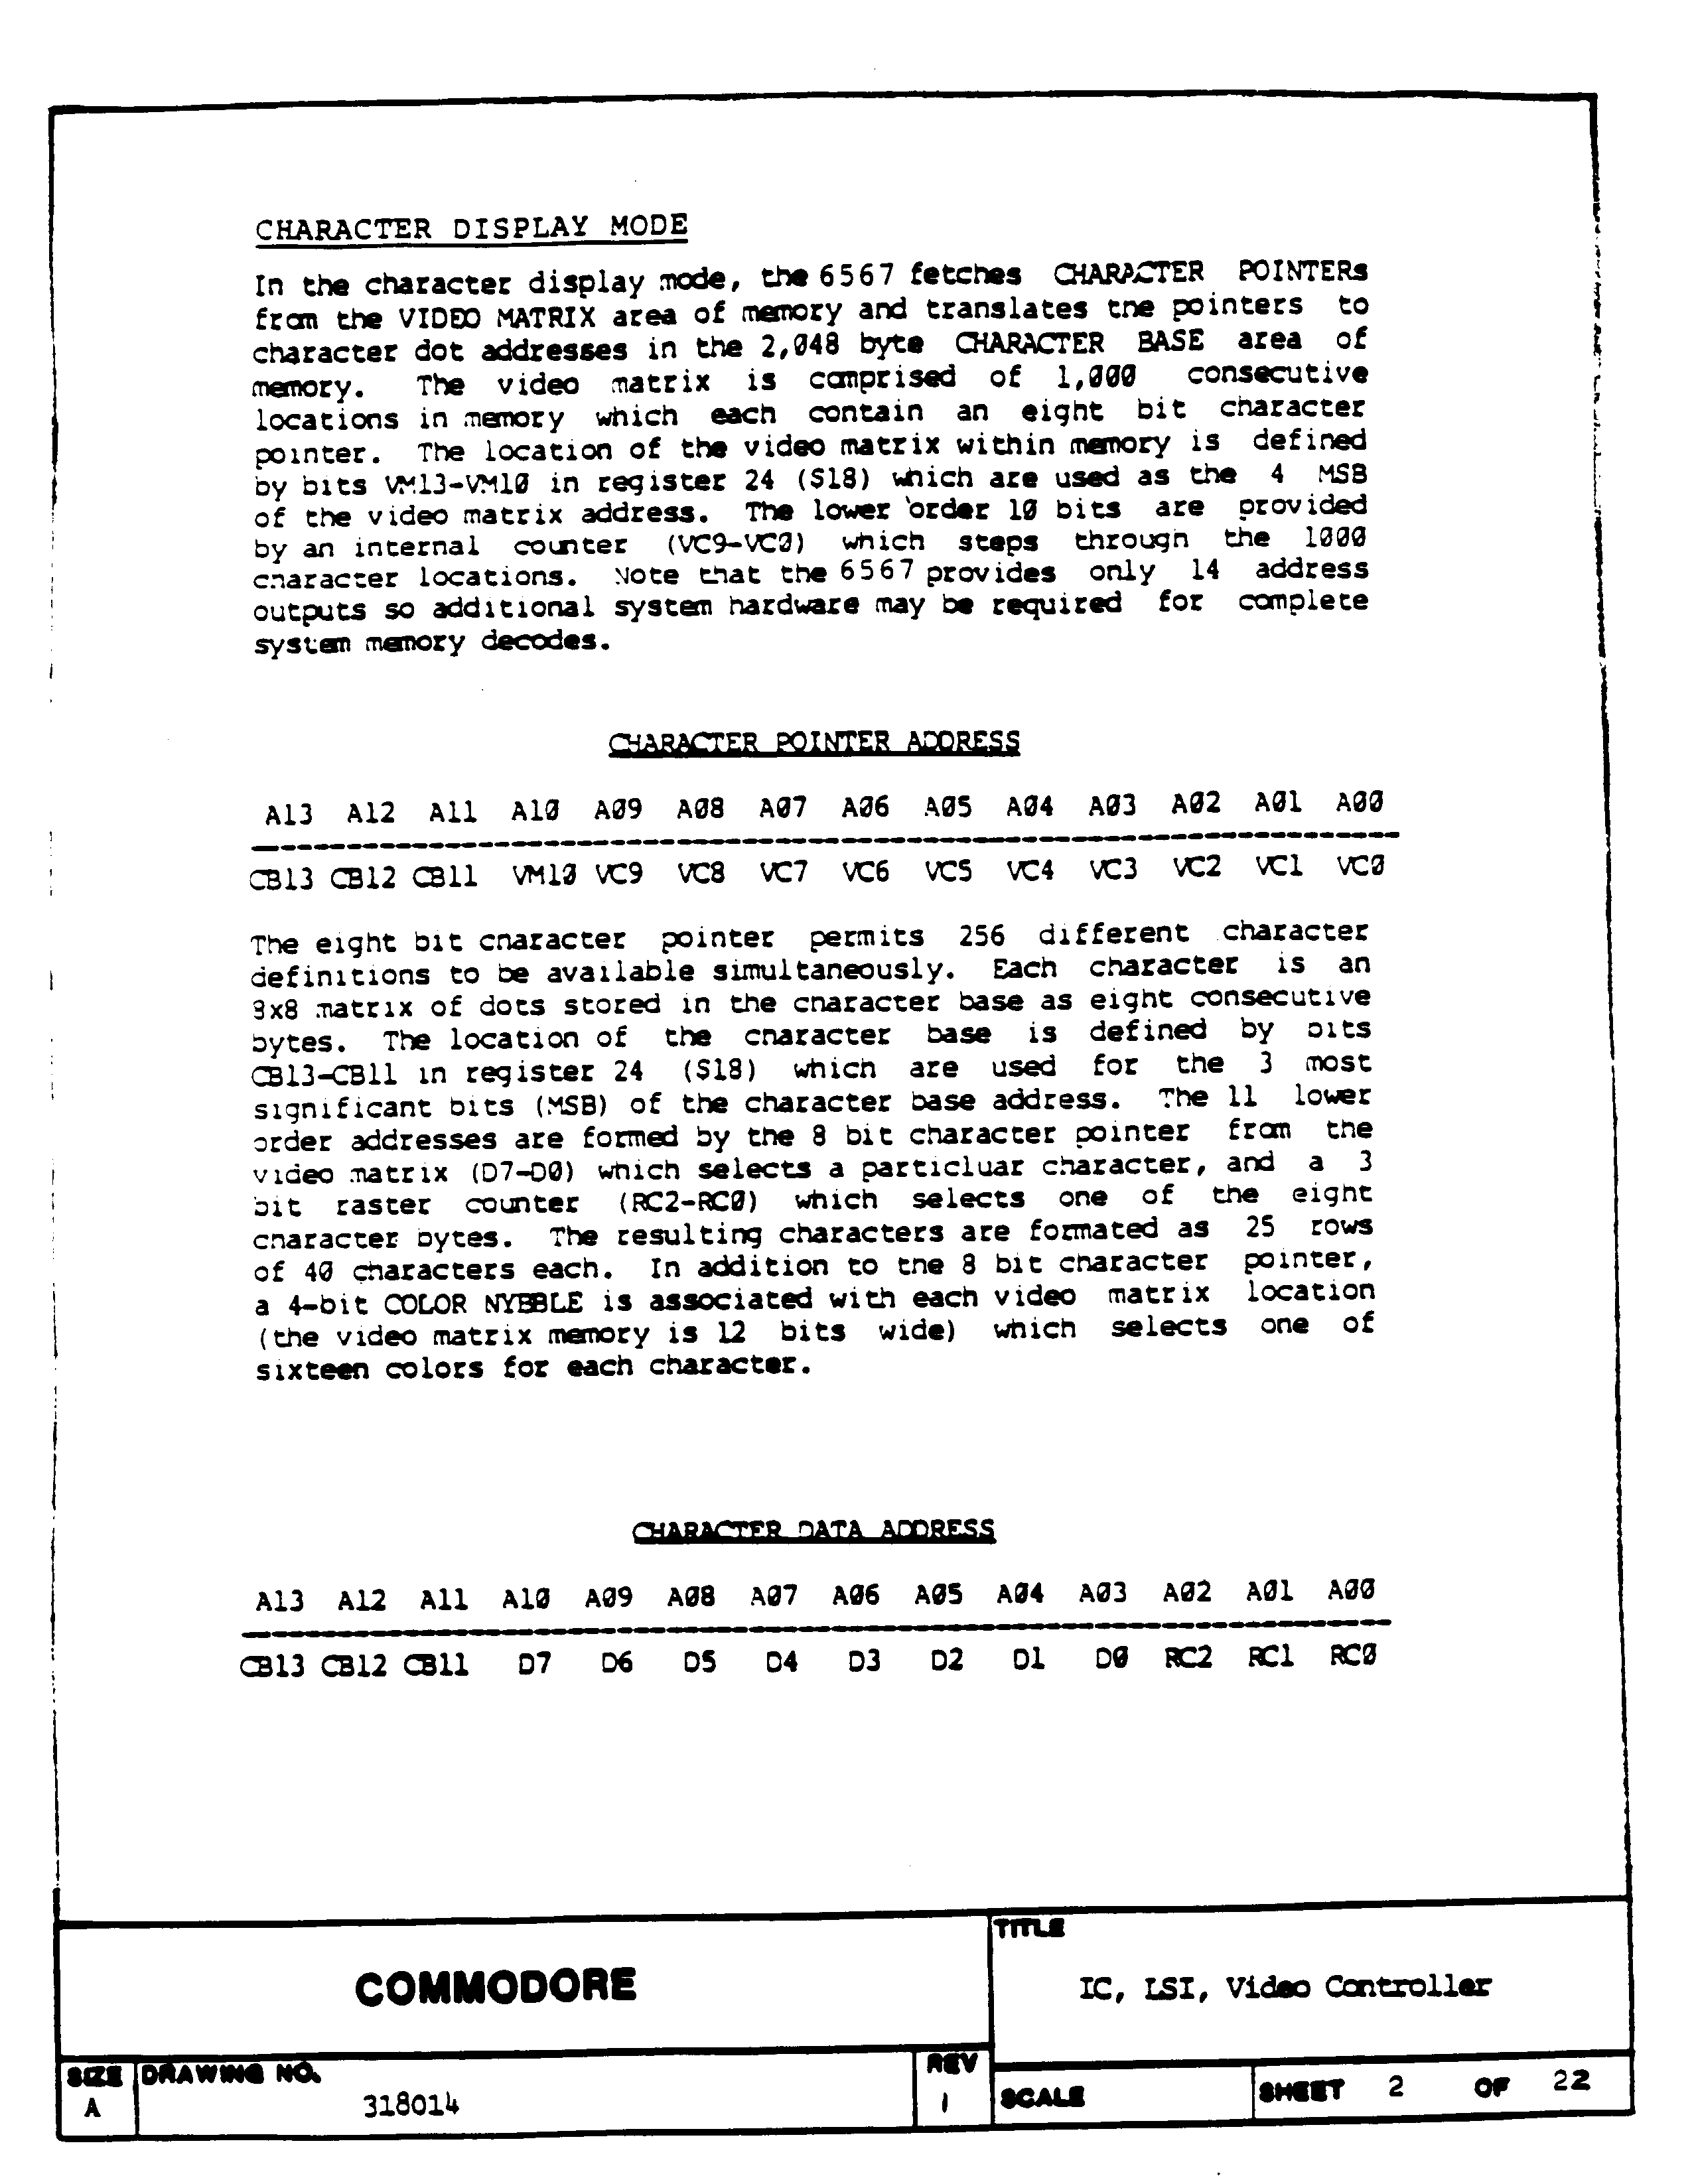 CHARACTER DISPLAY MODE
In the character display mode, the 6567 fetches CHARACTER POINTERs
from the VIDEO MATRIX area of memory and translates the pointers to
character dot addresses in the 2,048 byte CHARACTER BASE area of
memory. The video matrix is comprised of 1,000 consecutive
locations in memory which each contain an eight bit character
pointer. The location of the video matrix within memory is defined
by bits VM13-VM10 in register 24 ($18) which are used as the 4 MSB
of the video matrix address. The lower order 10 bits are provided
by an internal counter (VC9-VC0) which steps through the 1000
character locations. Note that the 6567 provides only 14 address
outputs so additional system hardware may be required for complete
system memory decodes.
CHARACTER POINTER ADDRESS
A13 A12 A11 A10 A09 A08 A07 A06 A05 A04 A03 A02 A01 A00
CB13 CB12 CB11 VM10 VC9 VC8 VC7 VC6 VC5 VC4 VC3 VC2 VC1 VC0
The eight bit character pointer permits 256 different character
definitions to be available simultaneously. Each character is an
8x8 matrix of dots stored in the character base as eight consecutive
bytes. The location of the character base is defined by bits
CB13-CB11 in register 24 ($18) which are used for the 3 most
significant bits (MSB) of the character base address. The 11 lower
order addresses are formed by the 8 bit character pointer from the
video matrix (D7-D0) which selects a particluar character, and a 3
bit raster counter (RC2-RC0) which selects one of the eight
character bytes. The resulting characters are formated as 25 rows
of 40 characters each. In addition to the 8 bit character pointer,
a 4-bit COLOR NYBBLE is associated with each video matrix location
(the video matrix memory is 12 bits wide) which selects one of
sixteen colors for each character.
CHARACTER DATA ADDRESS
A13 A12 A11 A10 A09 A08 A07 A06 A05 A04 A03 A02 A01 A00
CB13 CB12 CB11 D7 D6 D5 D4 D3 D2 D1 D0 RC2 RC1 RC0
COMMODORE
TITLE
IC, LSI, Video Controller
SIZE
A
DRAWING NO.
318014
REV
1
SCALE
SHEET 2 OF 22